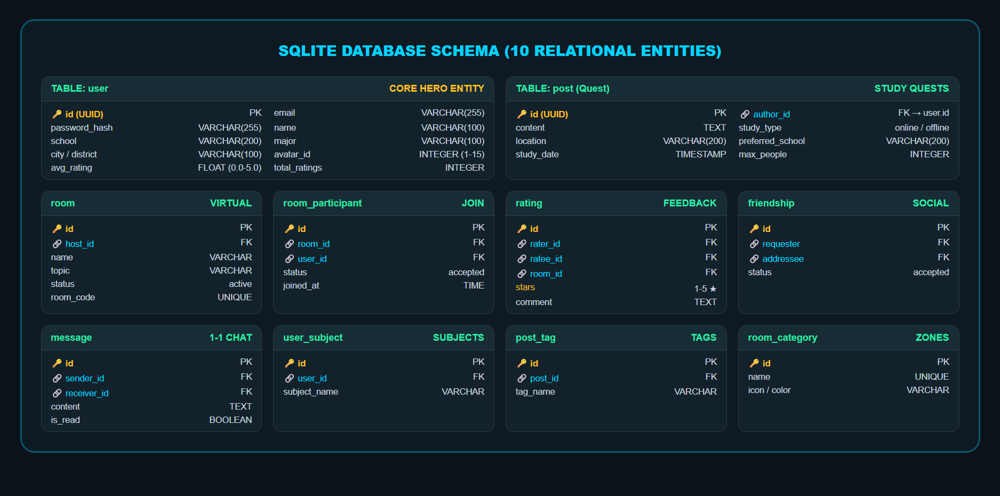 SQLITE DATABASE SCHEMA (10 RELATIONAL ENTITIES)
TABLE: user CORE HERO ENTITY
id (UUID) PK email VARCHAR(255)
password_hash VARCHAR(255) name VARCHAR(100)
school VARCHAR(200) major VARCHAR(100)
city / district VARCHAR(100) avatar_id INTEGER (1-15)
avg_rating FLOAT (0.0-5.0) total_ratings INTEGER
TABLE: post (Quest) STUDY QUESTS
id (UUID) PK author_id FK → user.id
content TEXT study_type online / offline
location VARCHAR(200) preferred_school VARCHAR(200)
study_date TIMESTAMP max_people INTEGER
room VIRTUAL
id PK
host_id FK
name VARCHAR
topic VARCHAR
status active
room_code UNIQUE
room_participant JOIN
id PK
room_id FK
user_id FK
status accepted
joined_at TIME
rating FEEDBACK
id PK
rater_id FK
ratee_id FK
room_id FK
stars 1-5 ★
comment TEXT
friendship SOCIAL
id PK
requester FK
addressee FK
status accepted
message 1-1 CHAT
id PK
sender_id FK
receiver_id FK
content TEXT
is_read BOOLEAN
user_subject SUBJECTS
id PK
user_id FK
subject_name VARCHAR
post_tag TAGS
id PK
post_id FK
tag_name VARCHAR
room_category ZONES
id PK
name UNIQUE
icon / color VARCHAR